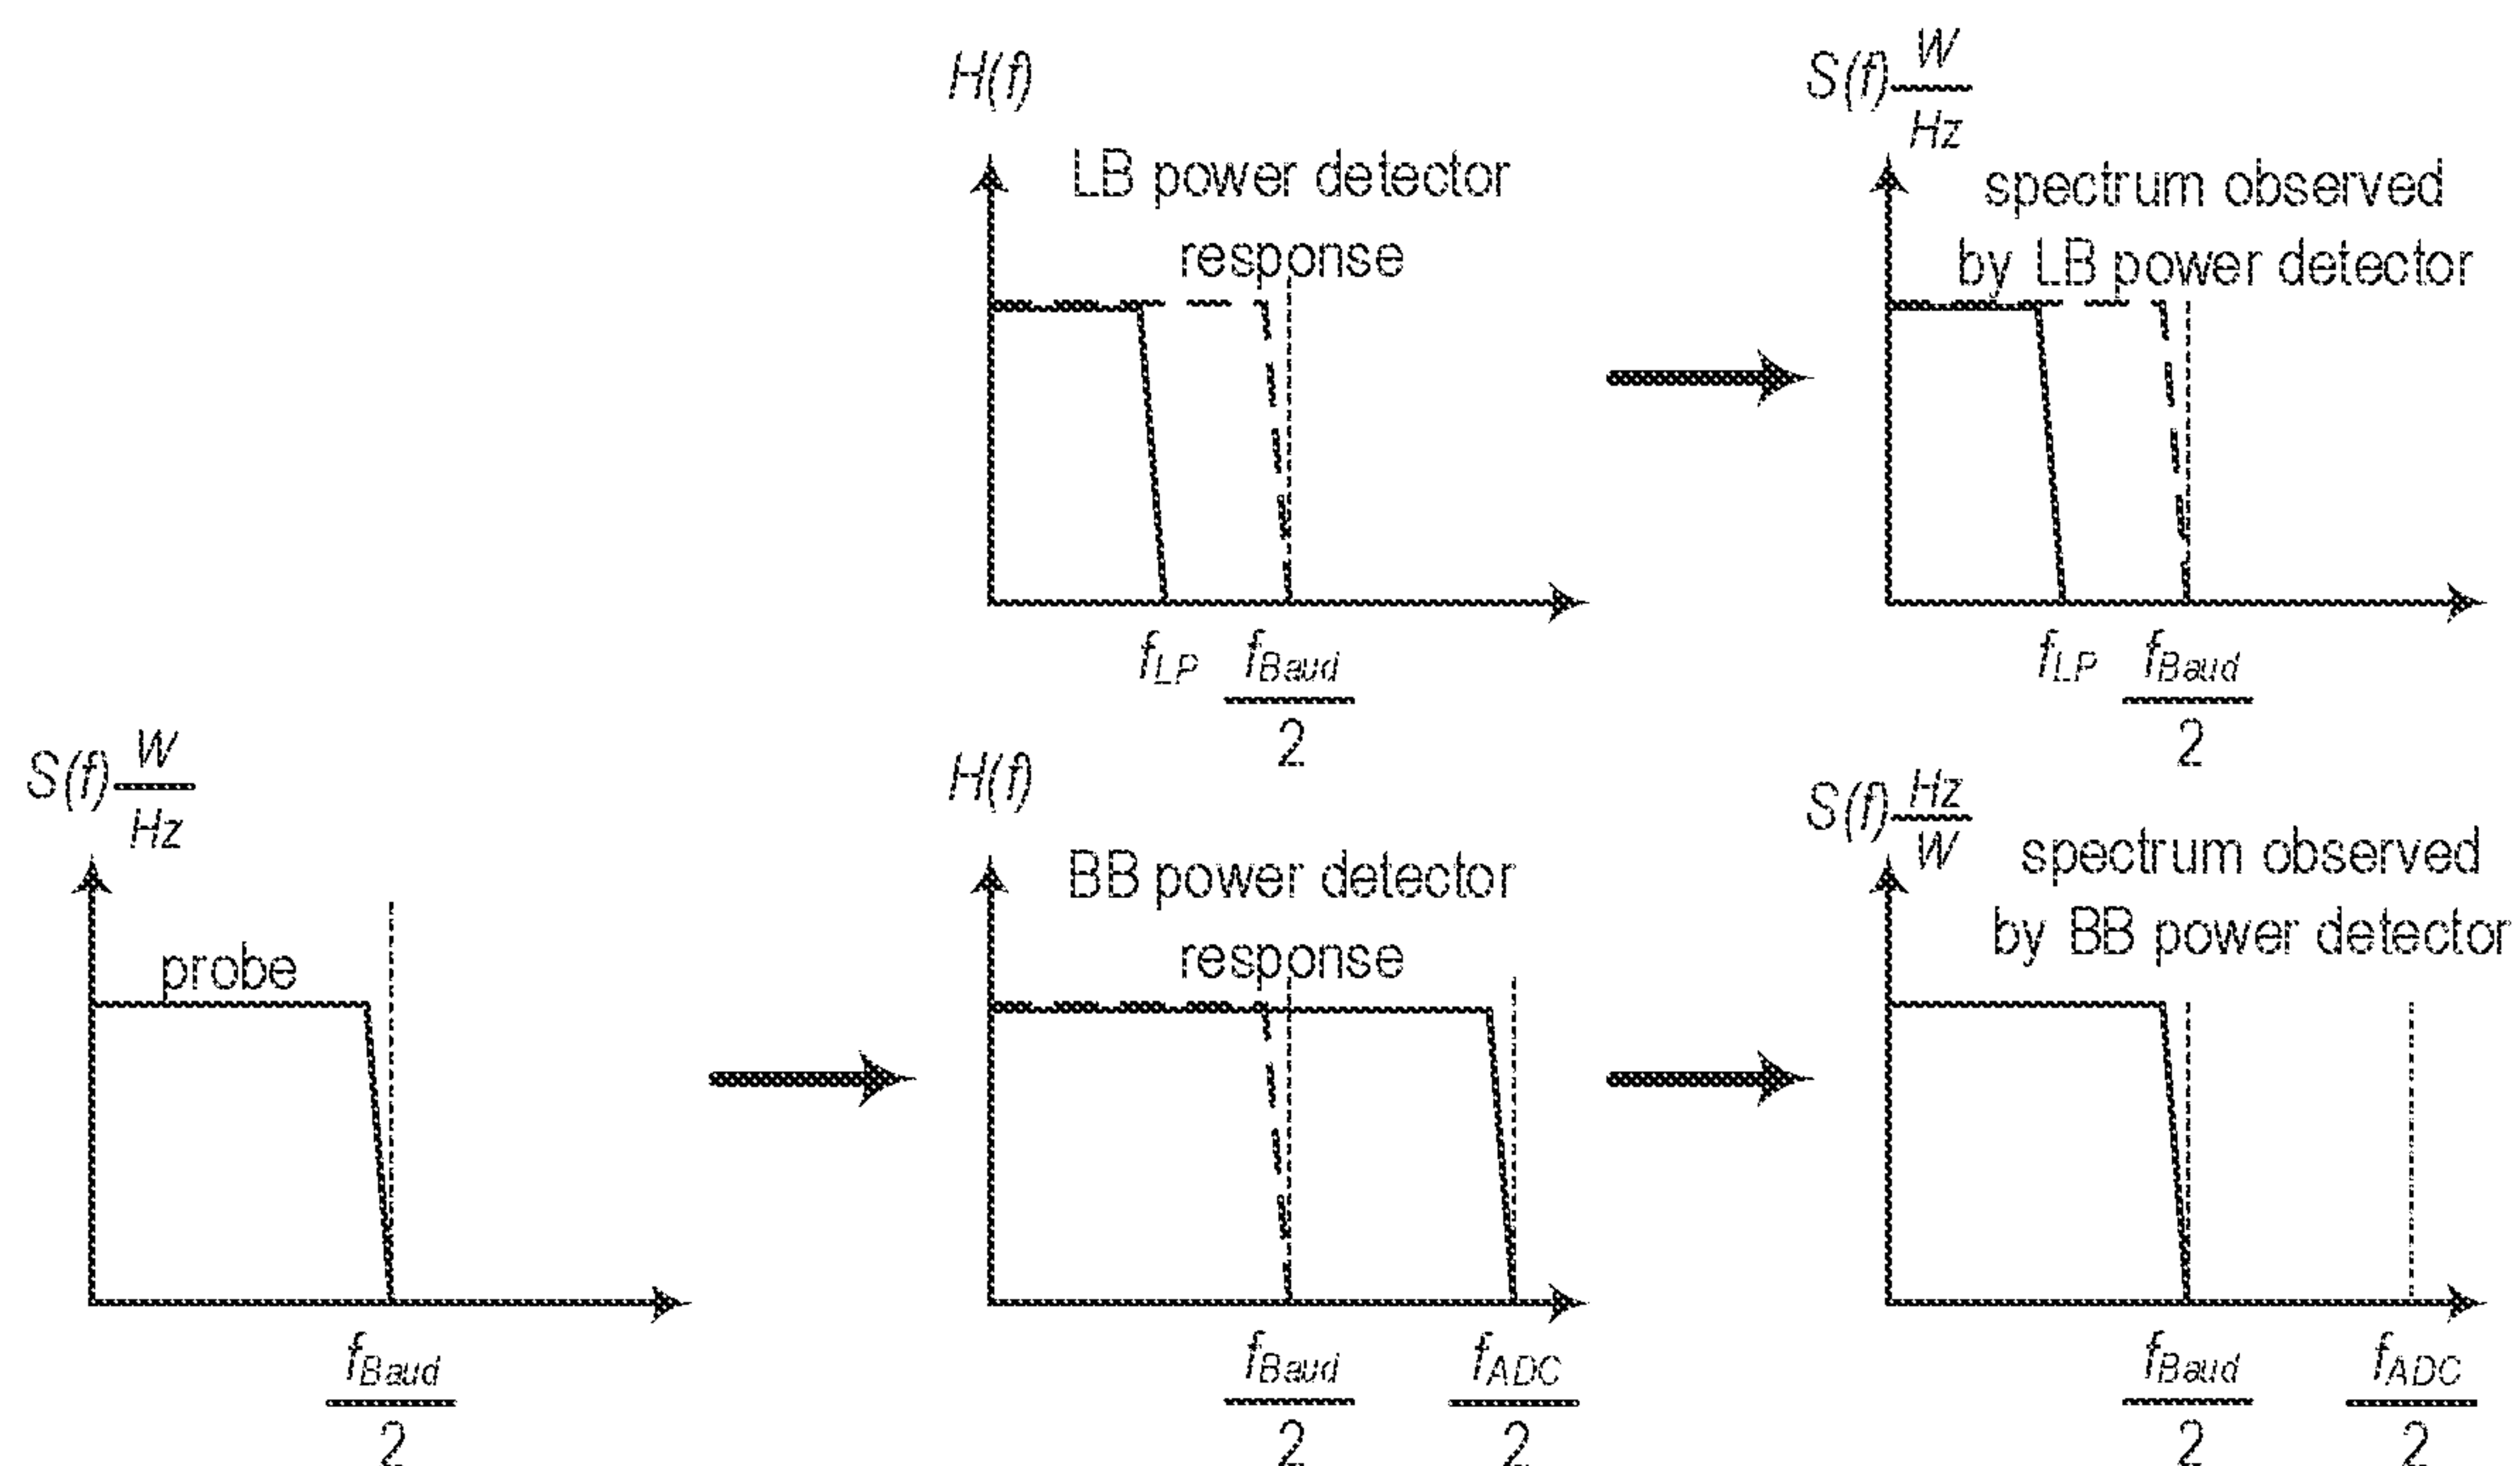 H(f)
LB power detector
response
f_LP f_Baud
2
S(f) W
Hz
spectrum observed
by LB power detector
f_LP f_Baud
2
S(f) W
Hz
probe
f_Baud
2
H(f)
BB power detector
response
f_Baud f_ADC
2 2
S(f) Hz
W
spectrum observed
by BB power detector
f_Baud f_ADC
2 2